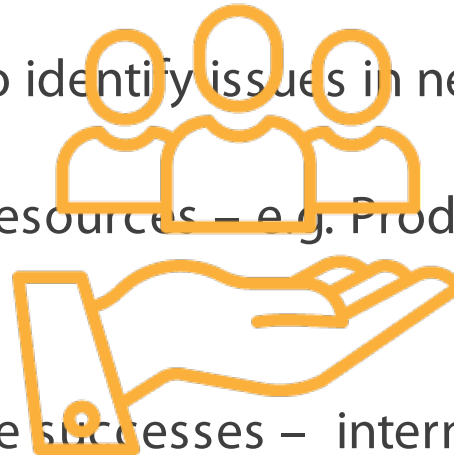 o identify issues in ne
esources – e.g. Prod
e successes – intern